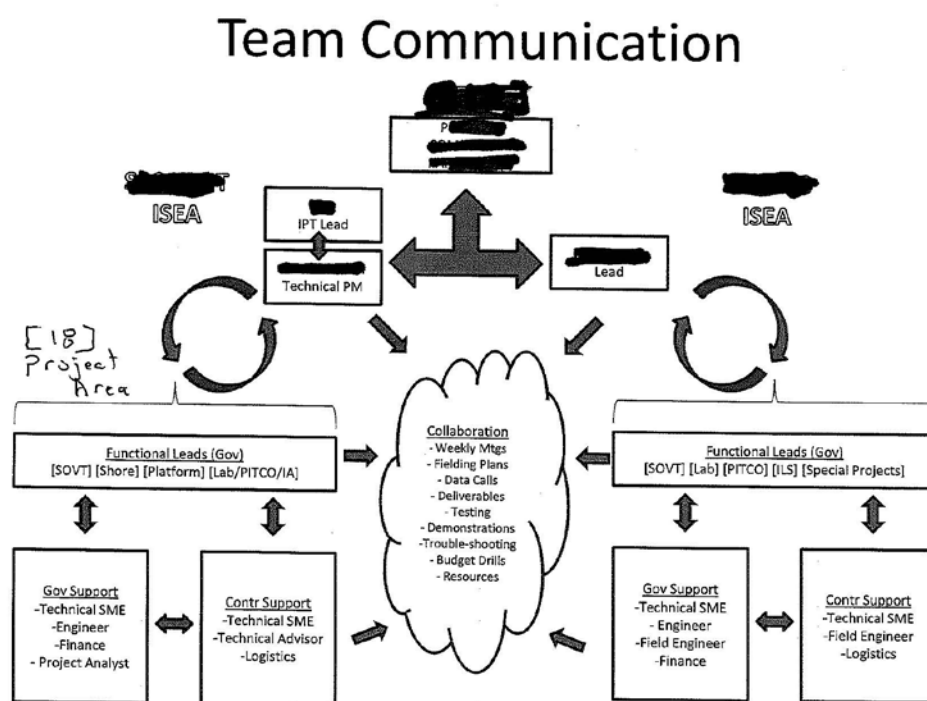 Team Communication
P
ISEA
ISEA
IPT Lead
Technical PM
Lead
[18]
Project
Area
Functional Leads (Gov)
[SOVT] [Shore] [Platform] [Lab/PITCO/IA]
Collaboration
- Weekly Mtgs
- Fielding Plans
- Data Calls
- Deliverables
- Testing
- Demonstrations
-Trouble-shooting
- Budget Drills
- Resources
Functional Leads (Gov)
[SOVT] [Lab] [PITCO] [ILS] [Special Projects]
Gov Support
-Technical SME
-Engineer
-Finance
- Project Analyst
Contr Support
-Technical SME
-Technical Advisor
-Logistics
Gov Support
-Technical SME
- Engineer
-Field Engineer
-Finance
Contr Support
-Technical SME
-Field Engineer
-Logistics